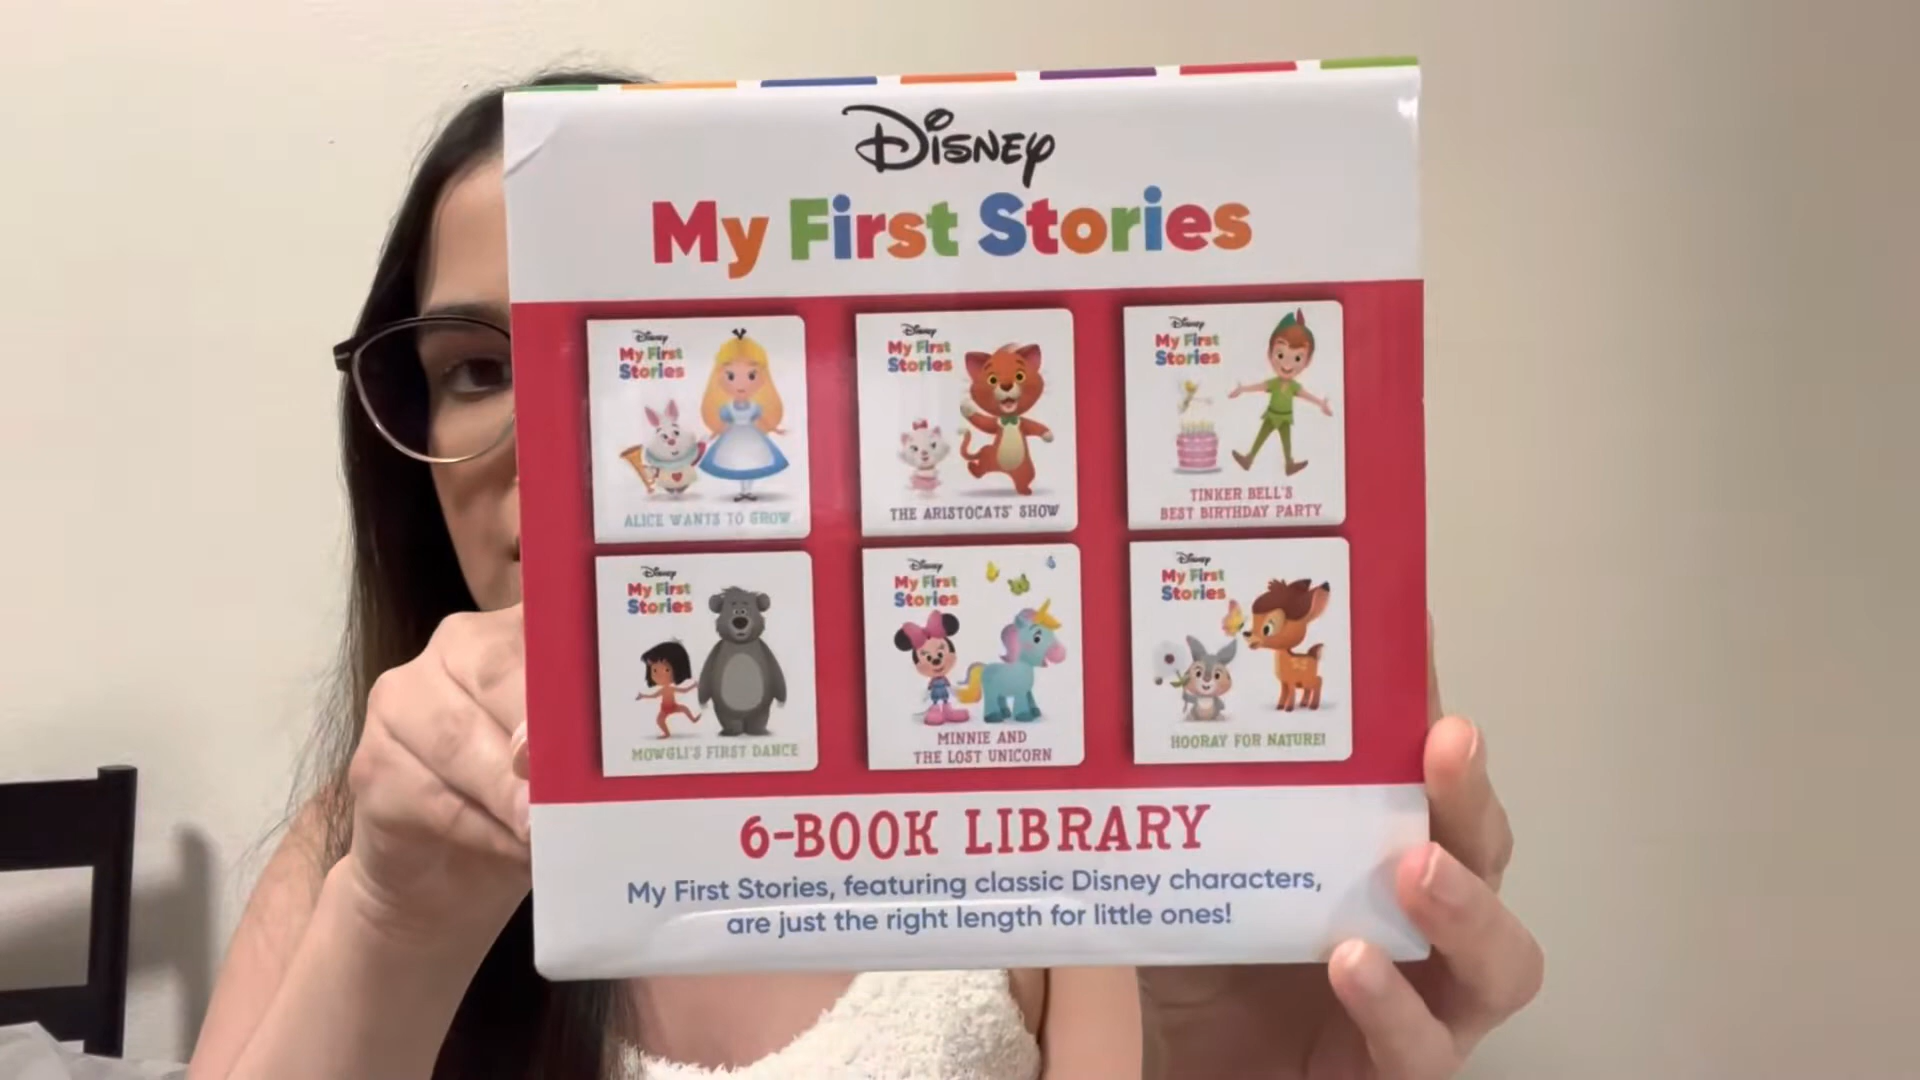 Disney
My First Stories
Disney
My First
Stories
ALICE WANTS TO GROW
Disney
My First
Stories
THE ARISTOCATS' SHOW
Disney
My First
Stories
TINKER BELL'S
BEST BIRTHDAY PARTY
Disney
My First
Stories
MOWGLI'S FIRST DANCE
Disney
My First
Stories
MINNIE AND
THE LOST UNICORN
Disney
My First
Stories
HOORAY FOR NATURE!
6-BOOK LIBRARY
My First Stories, featuring classic Disney characters,
are just the right length for little ones!